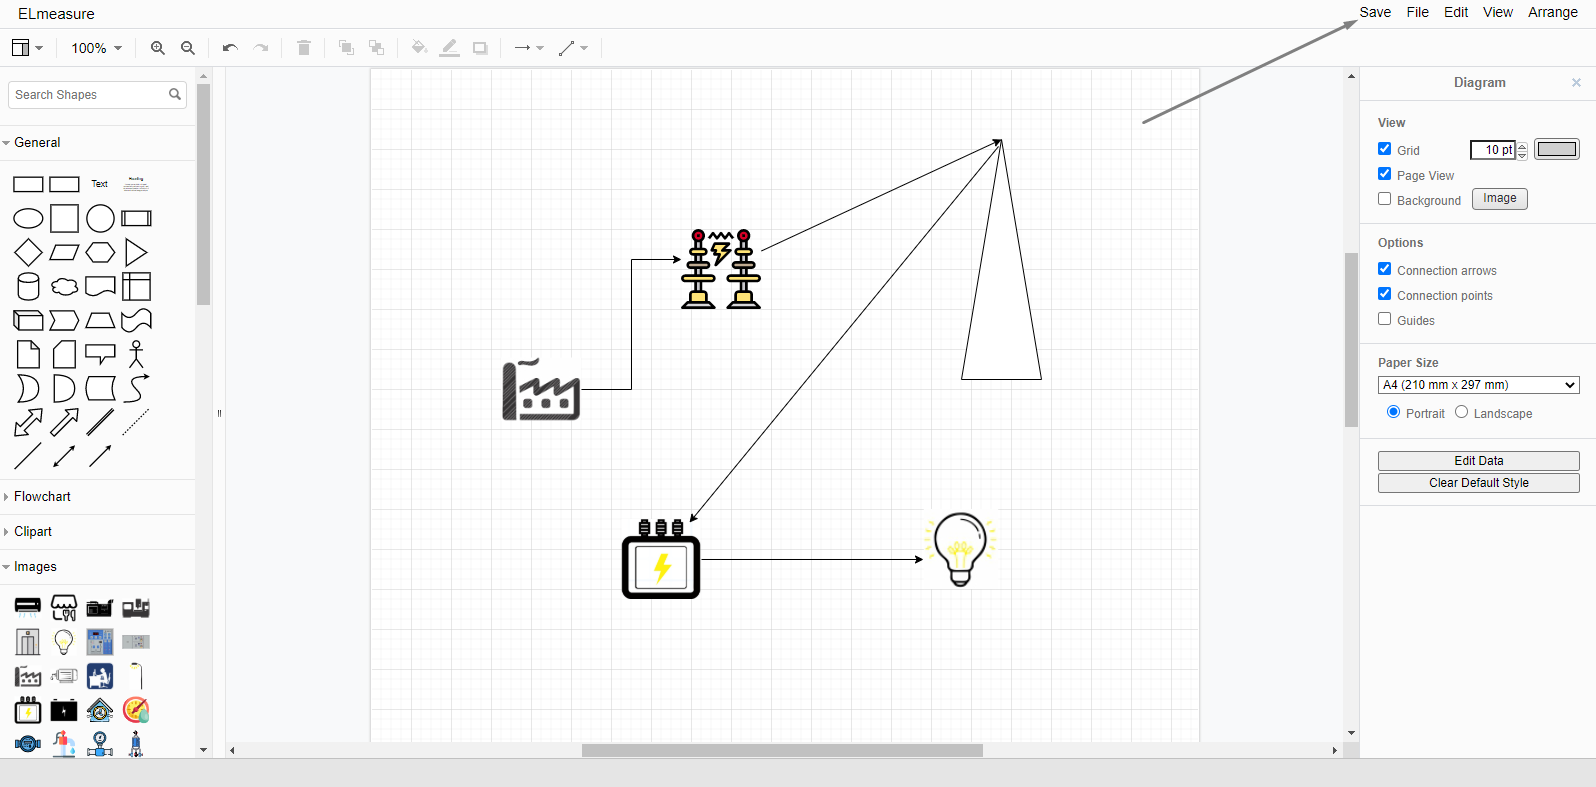 ELmeasure
Save File Edit View Arrange
100%
Search Shapes
General
Text
Heading
Flowchart
Clipart
Images
Diagram
View
Grid 10 pt
Page View
Background Image
Options
Connection arrows
Connection points
Guides
Paper Size
A4 (210 mm x 297 mm)
Portrait Landscape
Edit Data
Clear Default Style